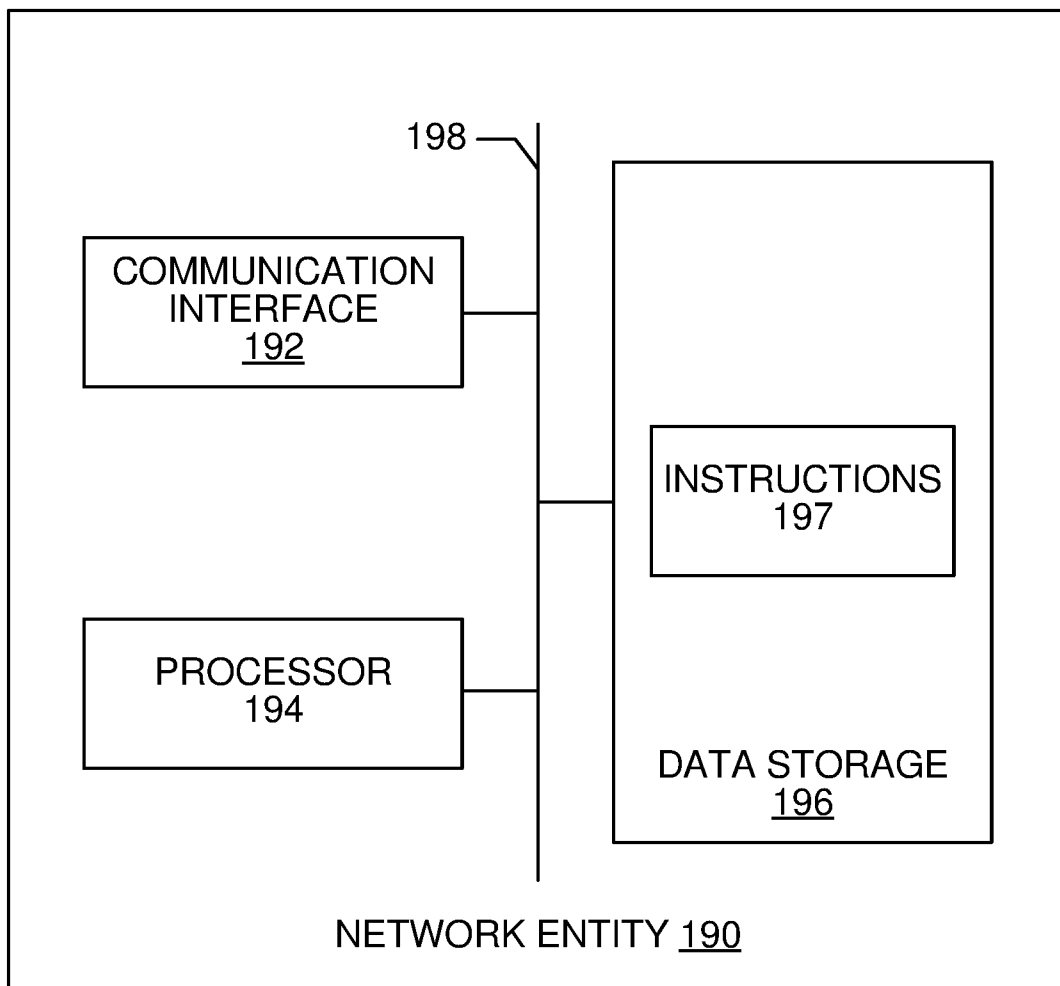 198
COMMUNICATION
INTERFACE
192
INSTRUCTIONS
197
PROCESSOR
194
DATA STORAGE
196
NETWORK ENTITY 190